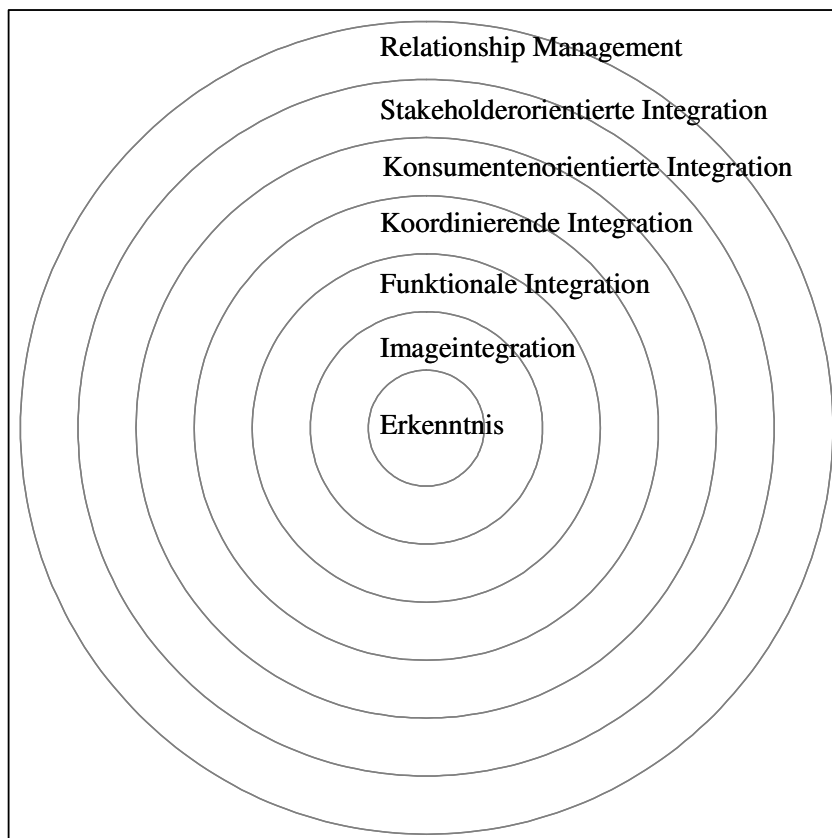 Relationship Management
Stakeholderorientierte Integration
Konsumentenorientierte Integration
Koordinierende Integration
Funktionale Integration
Imageintegration
Erkenntnis